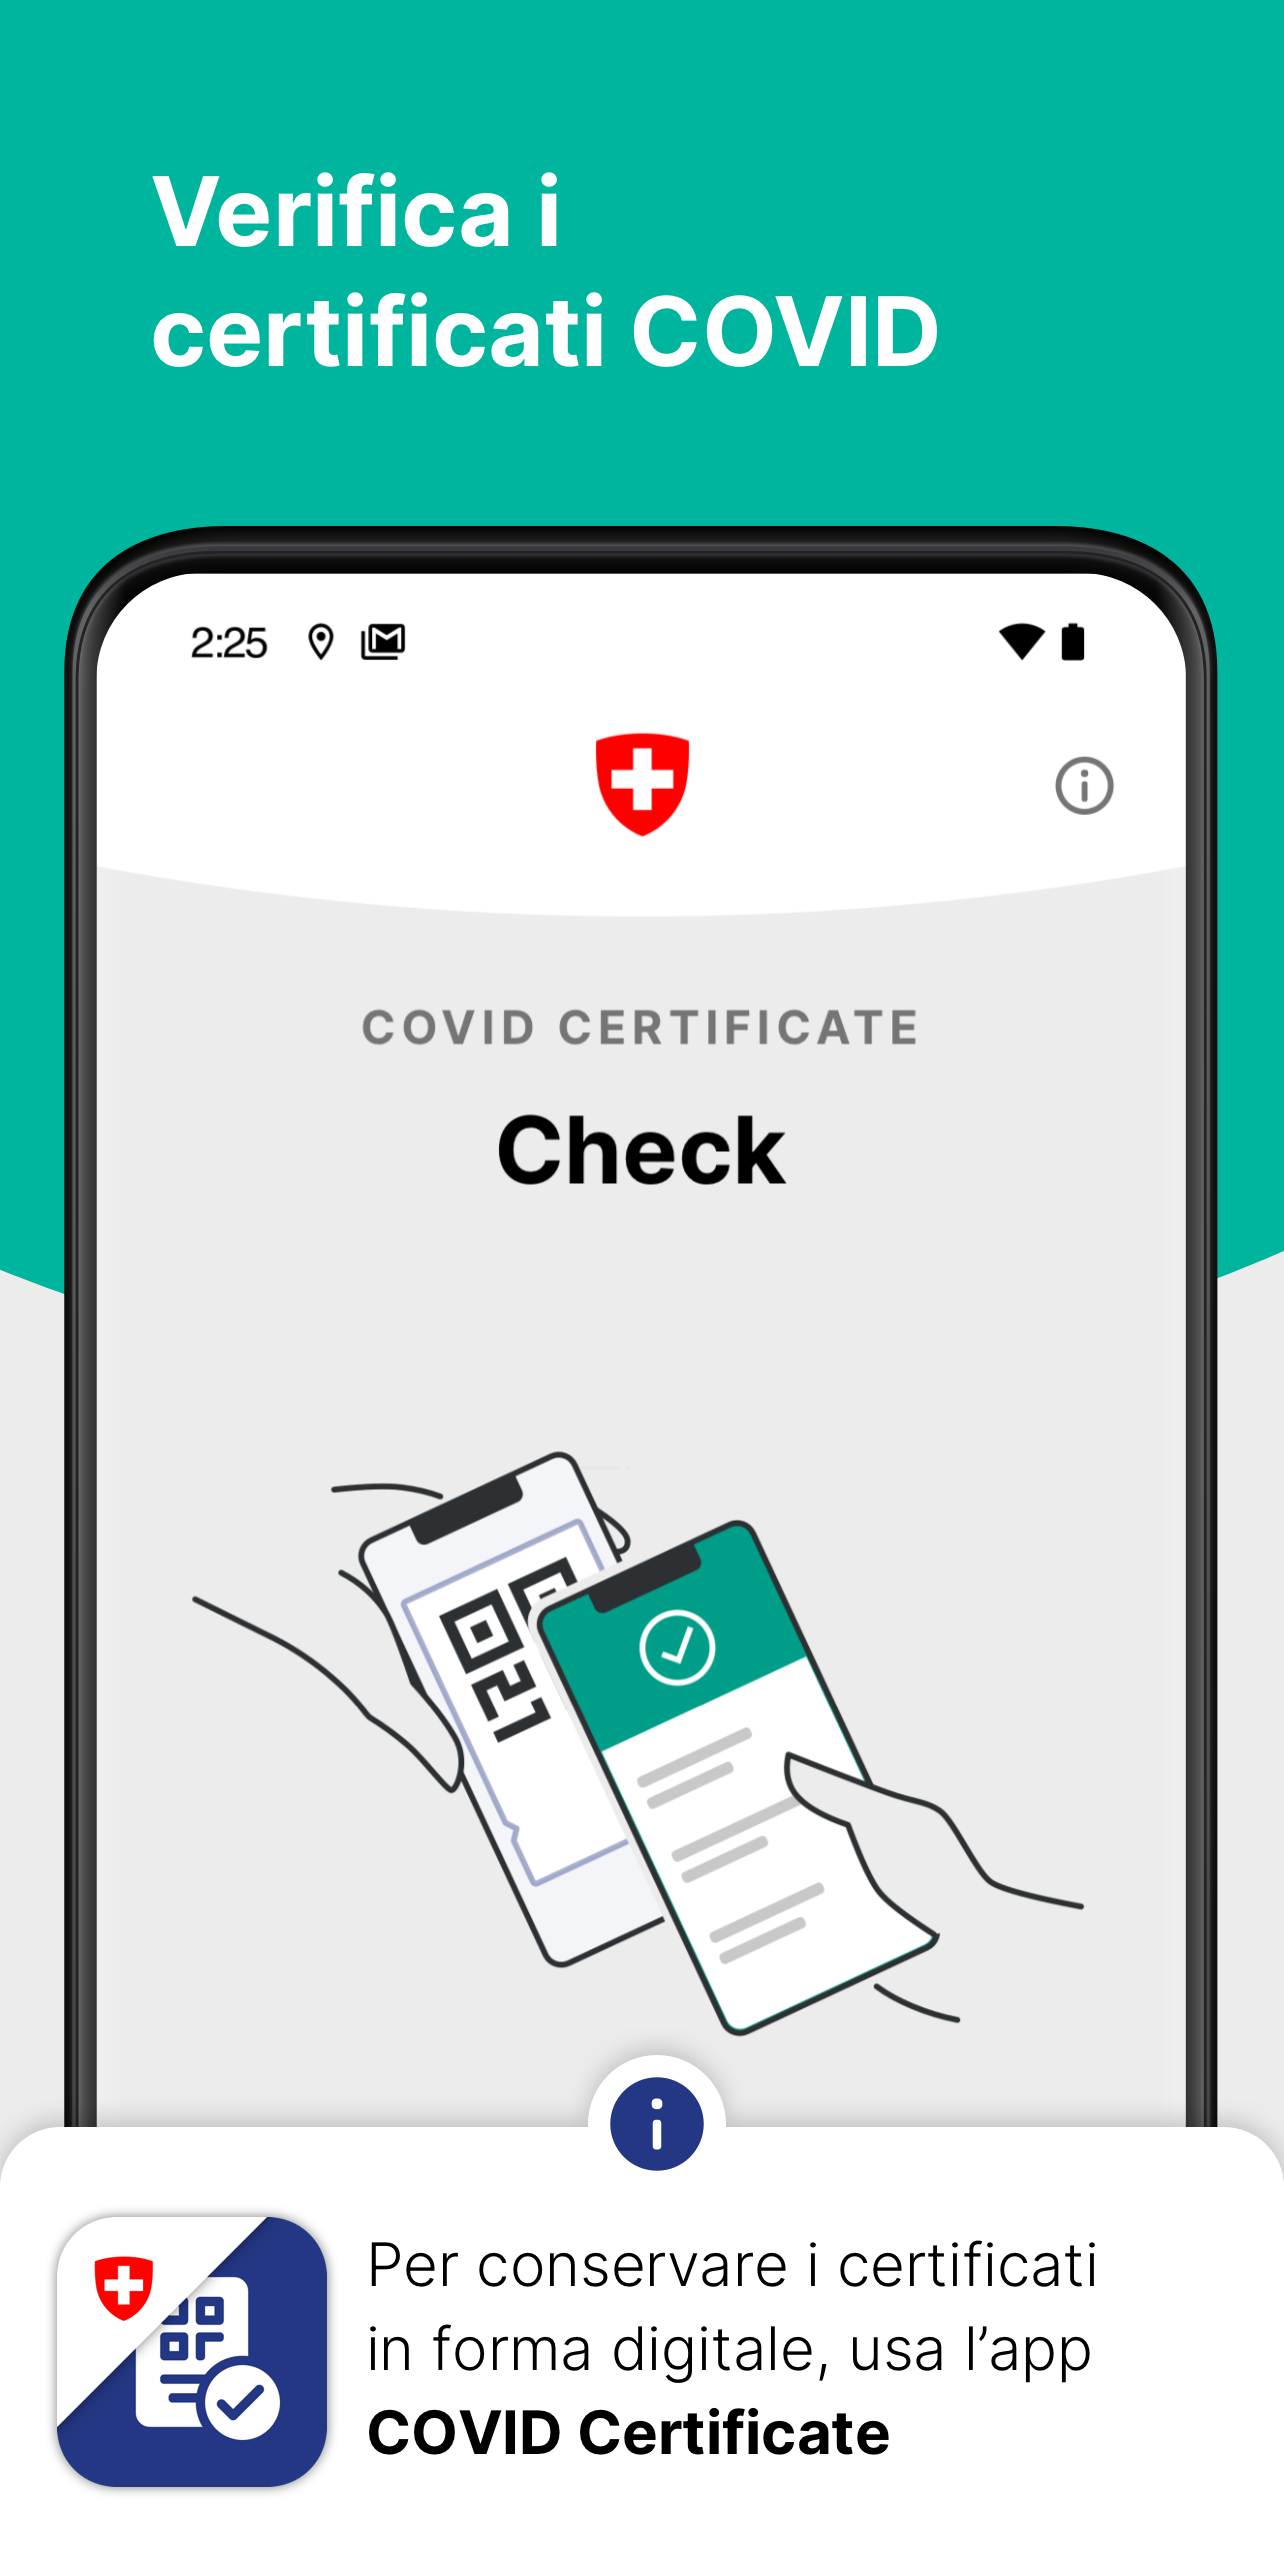 Verifica i
certificati COVID
2:25
COVID CERTIFICATE
Check
Per conservare i certificati
in forma digitale, usa l’app
COVID Certificate